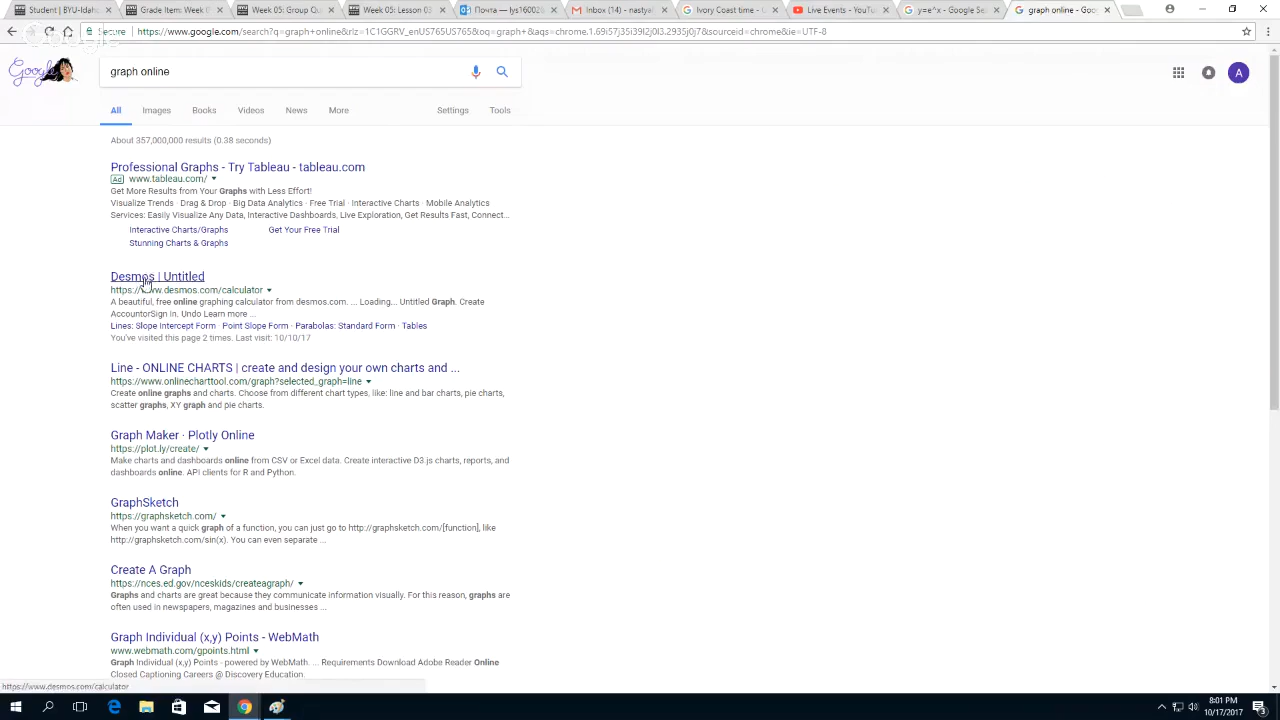 Student | BYU-Idaho
Grade Item: Week 0
Week 05: Group Qu
Week 05: Lesson 03
Почта — lys16002
Inbox (14) - nastyali
Ivory Coast time -
Live Events - YouTub
y=e^x - Google Se
graph online - Googl
Secure
https://www.google.com/search?q=graph+online&rlz=1C1GGRV_enUS765US765&oq=graph+&aqs=chrome.1.69i57j35i39l2j0l3.2935j0j7&sourceid=chrome&ie=UTF-8
Google
graph online
A
All Images Books Videos News More Settings Tools
About 357,000,000 results (0.38 seconds)
Professional Graphs - Try Tableau - tableau.com
Ad www.tableau.com/
Get More Results from Your Graphs with Less Effort!
Visualize Trends · Drag & Drop · Big Data Analytics · Free Trial · Interactive Charts · Mobile Analytics
Services: Easily Visualize Any Data, Interactive Dashboards, Live Exploration, Get Results Fast, Connect...
Interactive Charts/Graphs Get Your Free Trial
Stunning Charts & Graphs
Desmos | Untitled
https://www.desmos.com/calculator
A beautiful, free online graphing calculator from desmos.com. ... Loading... Untitled Graph. Create
AccountorSign in. Undo Learn more ...
Lines: Slope Intercept Form · Point Slope Form · Parabolas: Standard Form · Tables
You've visited this page 2 times. Last visit: 10/10/17
Line - ONLINE CHARTS | create and design your own charts and ...
https://www.onlinecharttool.com/graph?selected_graph=line
Create online graphs and charts. Choose from different chart types, like: line and bar charts, pie charts,
scatter graphs, XY graph and pie charts.
Graph Maker · Plotly Online
https://plot.ly/create/
Make charts and dashboards online from CSV or Excel data. Create interactive D3.js charts, reports, and
dashboards online. API clients for R and Python.
GraphSketch
https://graphsketch.com/
When you want a quick graph of a function, you can just go to http://graphsketch.com/[function], like
http://graphsketch.com/sin(x). You can even separate ...
Create A Graph
https://nces.ed.gov/nceskids/createagraph/
Graphs and charts are great because they communicate information visually. For this reason, graphs are
often used in newspapers, magazines and businesses ...
Graph Individual (x,y) Points - WebMath
www.webmath.com/gpoints.html
Graph Individual (x,y) Points - powered by WebMath. ... Requirements Download Adobe Reader Online
Closed Captioning Careers @ Discovery Education.
https://www.desmos.com/calculator
8:01 PM
10/17/2017
3